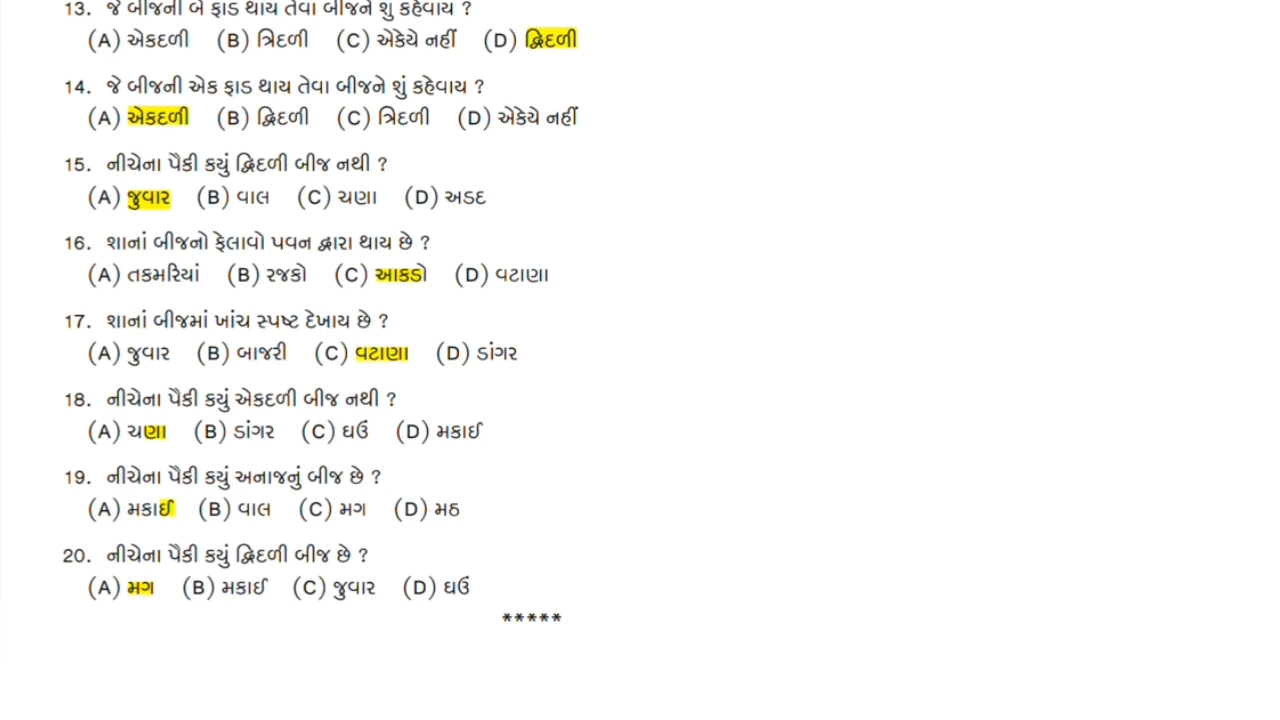 13. જે બીજની બે ફાડ થાય તેવા બીજને શું કહેવાય ?
(A) એકદળી (B) ત્રિદળી (C) એકેયે નહીં (D) દ્વિદળી
14. જે બીજની એક ફાડ થાય તેવા બીજને શું કહેવાય ?
(A) એકદળી (B) દ્વિદળી (C) ત્રિદળી (D) એકેયે નહીં
15. નીચેના પૈકી કયું દ્વિદળી બીજ નથી ?
(A) જુવાર (B) વાલ (C) ચણા (D) અડદ
16. શાનાં બીજનો ફેલાવો પવન દ્વારા થાય છે ?
(A) તકમરિયાં (B) રજકો (C) આકડો (D) વટાણા
17. શાનાં બીજમાં ખાંચ સ્પષ્ટ દેખાય છે ?
(A) જુવાર (B) બાજરી (C) વટાણા (D) ડાંગર
18. નીચેના પૈકી કયું એકદળી બીજ નથી ?
(A) ચણા (B) ડાંગર (C) ઘઉં (D) મકાઈ
19. નીચેના પૈકી કયું અનાજનું બીજ છે ?
(A) મકાઈ (B) વાલ (C) મગ (D) મઠ
20. નીચેના પૈકી કયું દ્વિદળી બીજ છે ?
(A) મગ (B) મકાઈ (C) જુવાર (D) ઘઉં
*****